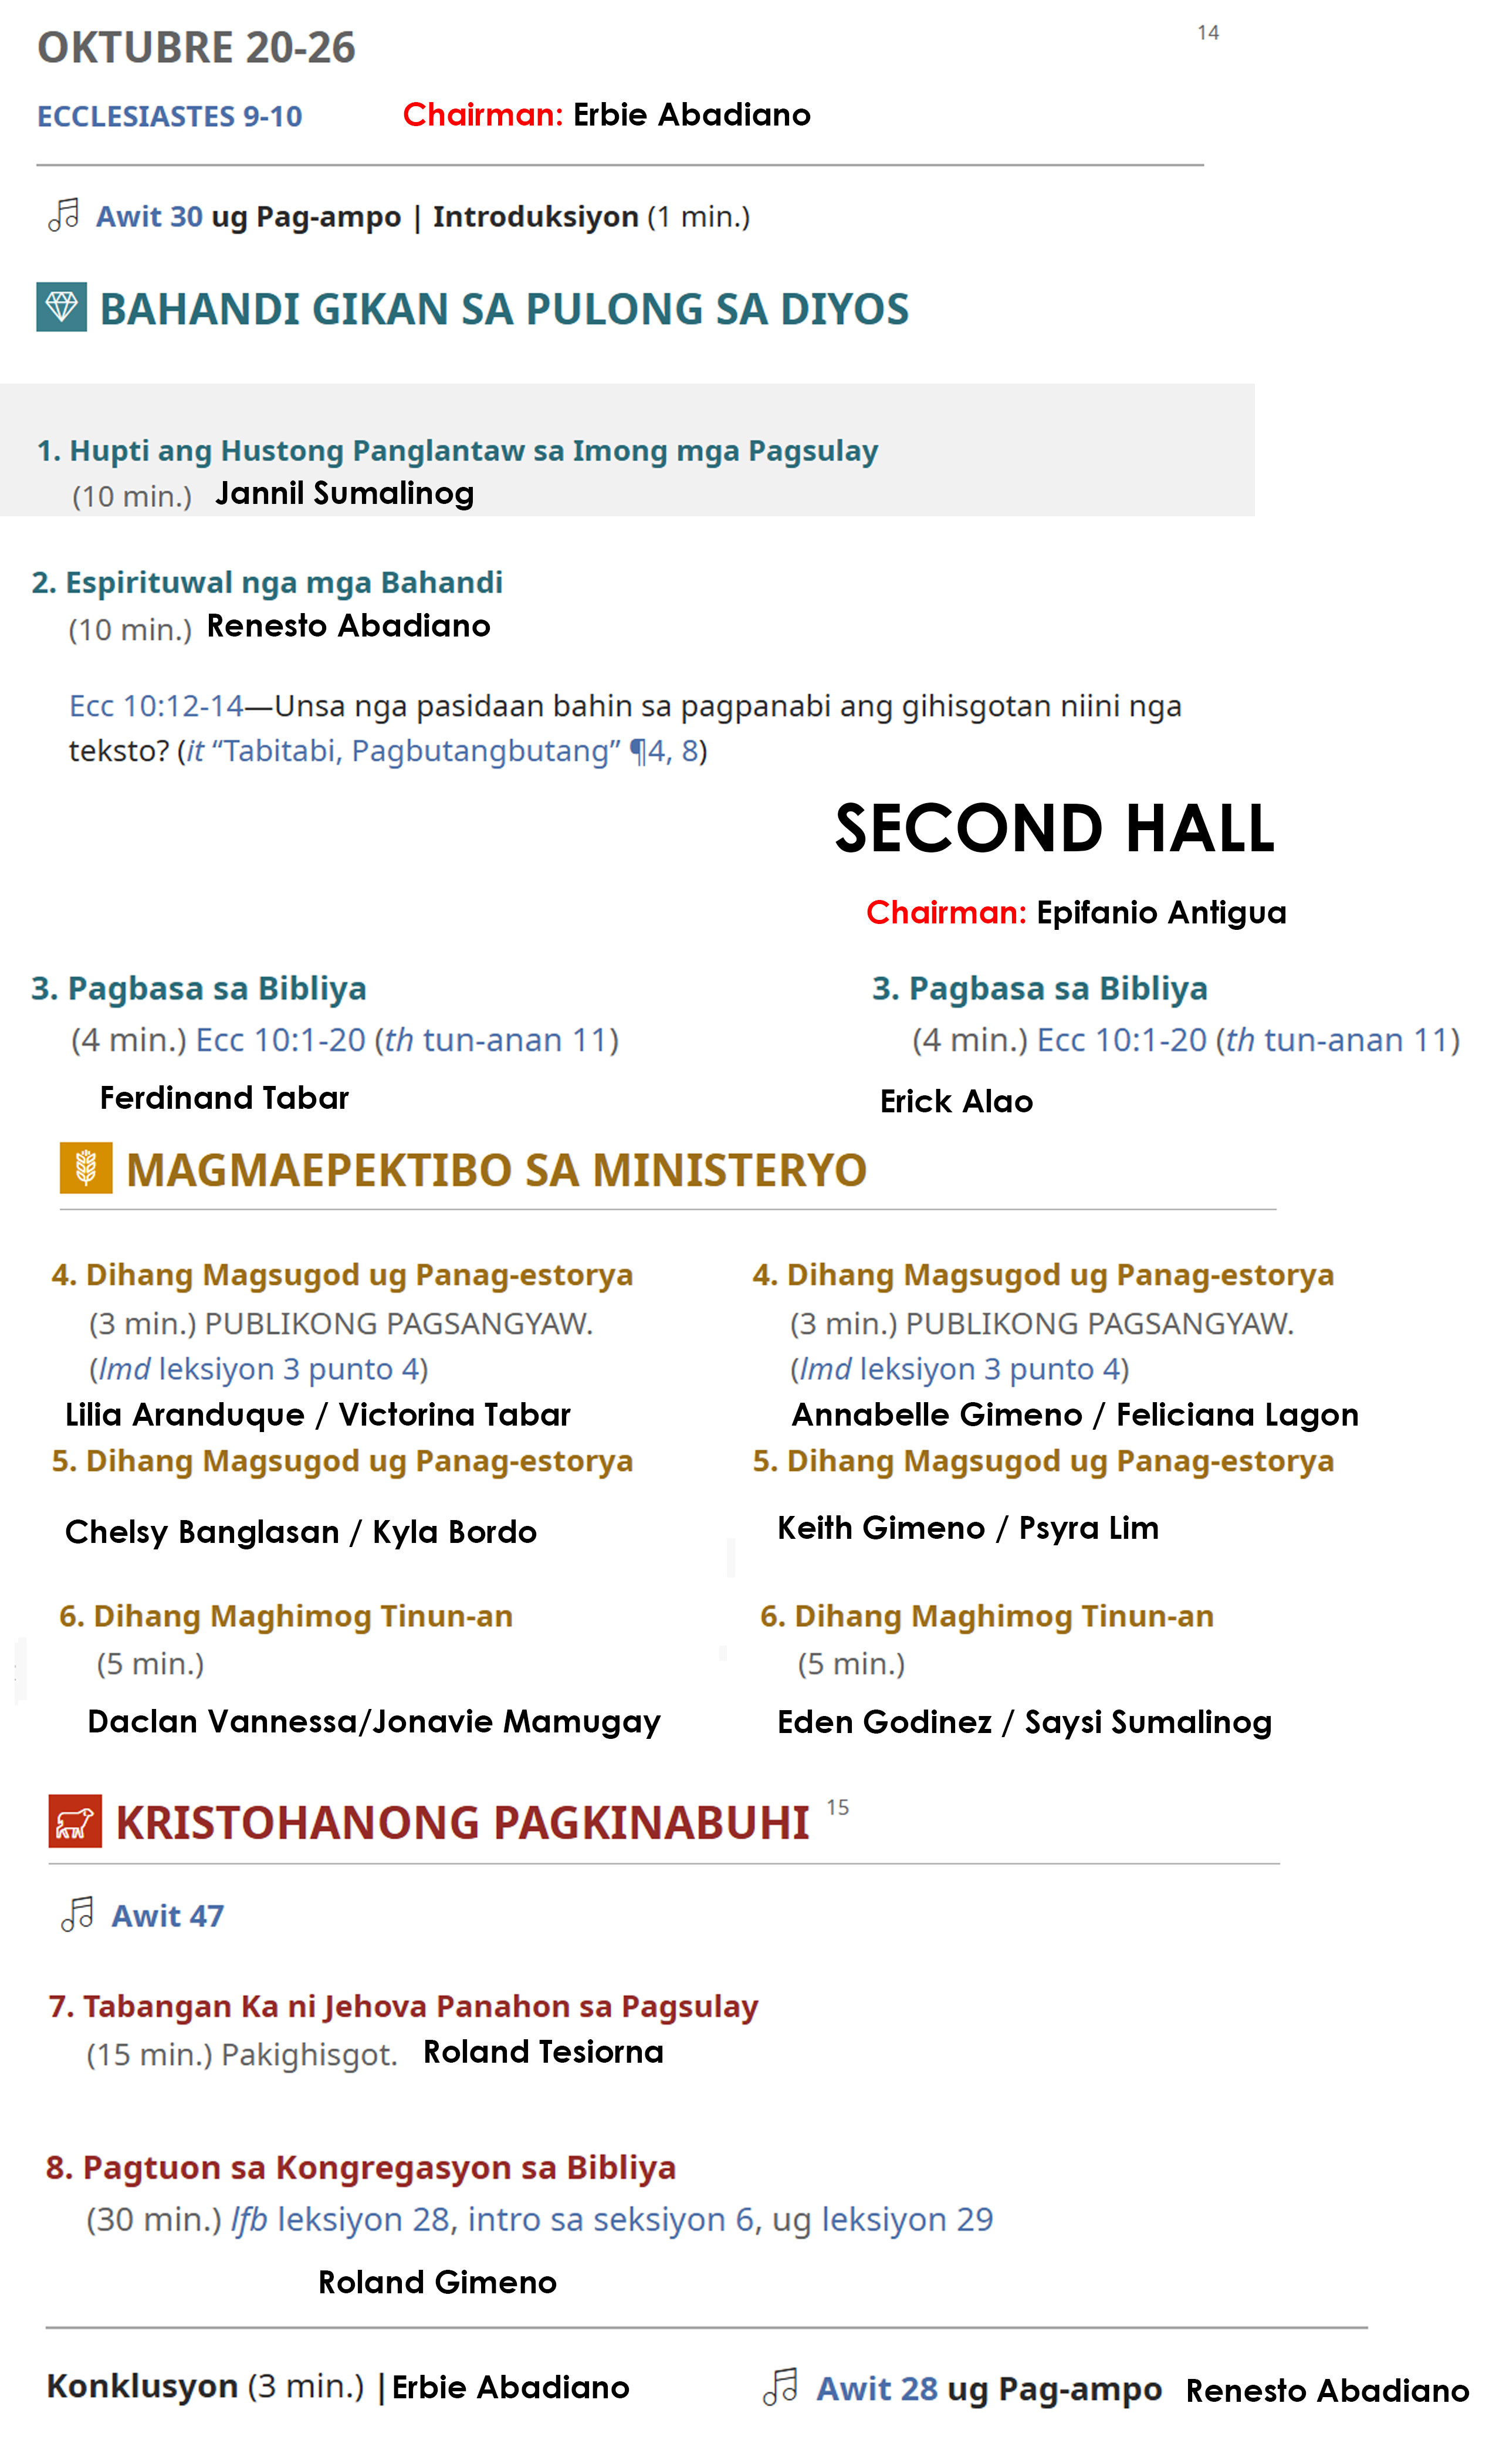 OKTUBRE 20-26
14
ECCLESIASTES 9-10
Chairman: Erbie Abadiano
Awit 30 ug Pag-ampo | Introduksiyon (1 min.)
BAHANDI GIKAN SA PULONG SA DIYOS
1. Hupti ang Hustong Panglantaw sa Imong mga Pagsulay
(10 min.) Jannil Sumalinog
2. Espirituwal nga mga Bahandi
(10 min.) Renesto Abadiano
Ecc 10:12-14—Unsa nga pasidaan bahin sa pagpanabi ang gihisgotan niini nga
teksto? (it “Tabitabi, Pagbutangbutang” ¶4, 8)
SECOND HALL
Chairman: Epifanio Antigua
3. Pagbasa sa Bibliya
(4 min.) Ecc 10:1-20 (th tun-anan 11)
Ferdinand Tabar
3. Pagbasa sa Bibliya
(4 min.) Ecc 10:1-20 (th tun-anan 11)
Erick Alao
MAGMAEPEKTIBO SA MINISTERYO
4. Dihang Magsugod ug Panag-estorya
(3 min.) PUBLIKONG PAGSANGYAW.
(lmd leksiyon 3 punto 4)
Lilia Aranduque / Victorina Tabar
5. Dihang Magsugod ug Panag-estorya
Chelsy Banglasan / Kyla Bordo
6. Dihang Maghimog Tinun-an
(5 min.)
Daclan Vannessa/Jonavie Mamugay
4. Dihang Magsugod ug Panag-estorya
(3 min.) PUBLIKONG PAGSANGYAW.
(lmd leksiyon 3 punto 4)
Annabelle Gimeno / Feliciana Lagon
5. Dihang Magsugod ug Panag-estorya
Keith Gimeno / Psyra Lim
6. Dihang Maghimog Tinun-an
(5 min.)
Eden Godinez / Saysi Sumalinog
KRISTOHANONG PAGKINABUHI 15
Awit 47
7. Tabangan Ka ni Jehova Panahon sa Pagsulay
(15 min.) Pakighisgot. Roland Tesiorna
8. Pagtuon sa Kongregasyon sa Bibliya
(30 min.) lfb leksiyon 28, intro sa seksiyon 6, ug leksiyon 29
Roland Gimeno
Konklusyon (3 min.) | Erbie Abadiano
Awit 28 ug Pag-ampo Renesto Abadiano